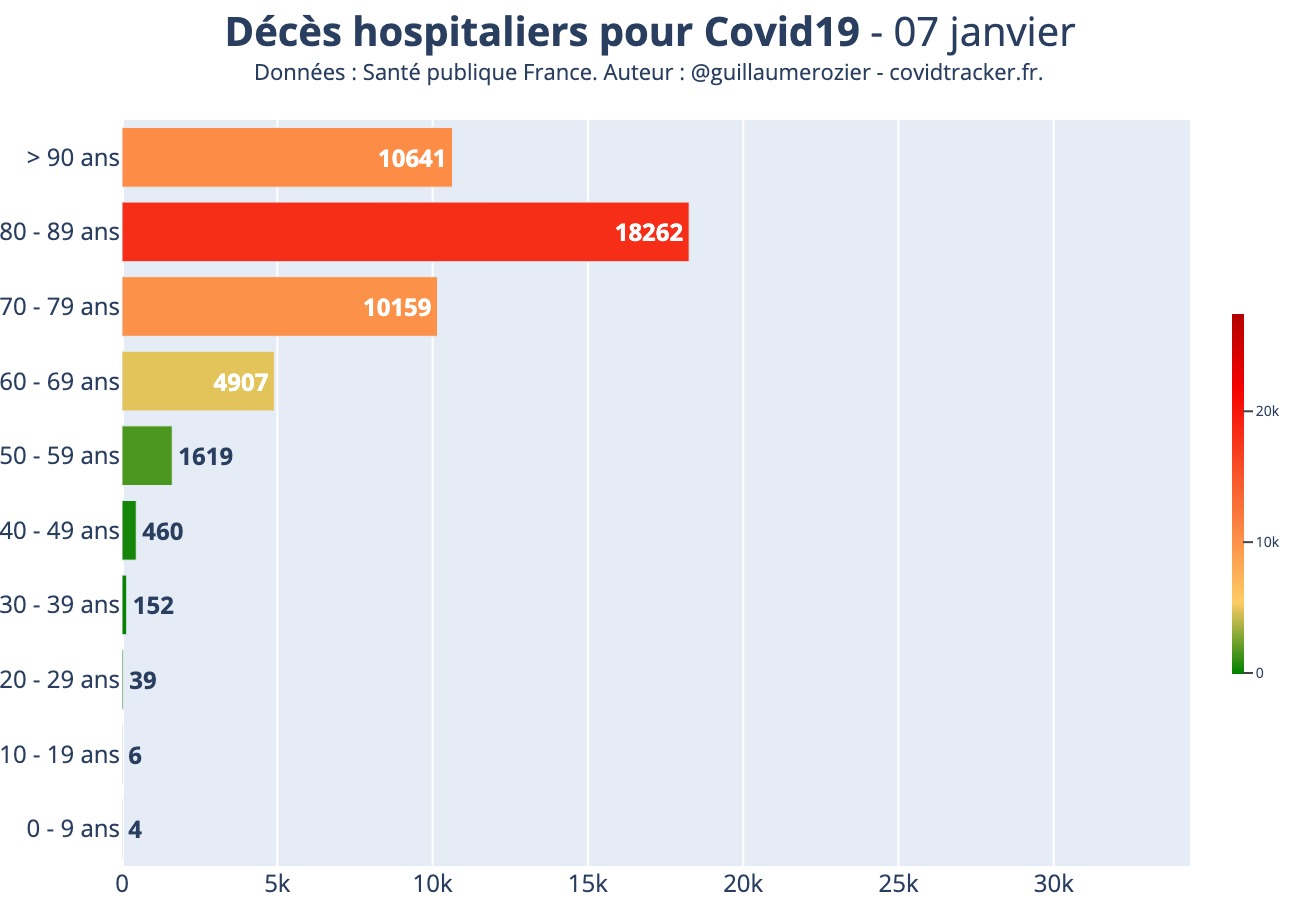 Décès hospitaliers pour Covid19 - 07 janvier
Données : Santé publique France. Auteur : @guillaumerozier - covidtracker.fr.
> 90 ans 10641
80 - 89 ans 18262
70 - 79 ans 10159
60 - 69 ans 4907
50 - 59 ans 1619
40 - 49 ans 460
30 - 39 ans 152
20 - 29 ans 39
10 - 19 ans 6
0 - 9 ans 4
0 5k 10k 15k 20k 25k 30k
20k
10k
0